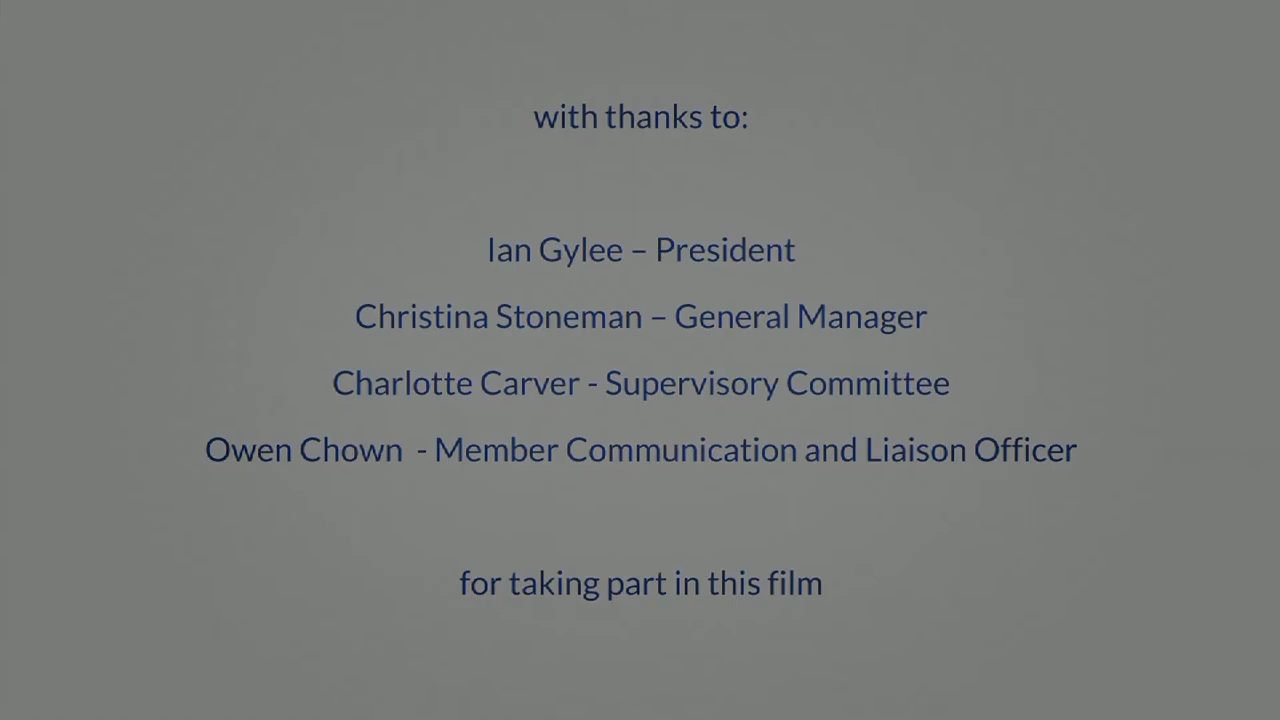 with thanks to:
Ian Gylee – President
Christina Stoneman – General Manager
Charlotte Carver - Supervisory Committee
Owen Chown  - Member Communication and Liaison Officer
for taking part in this film